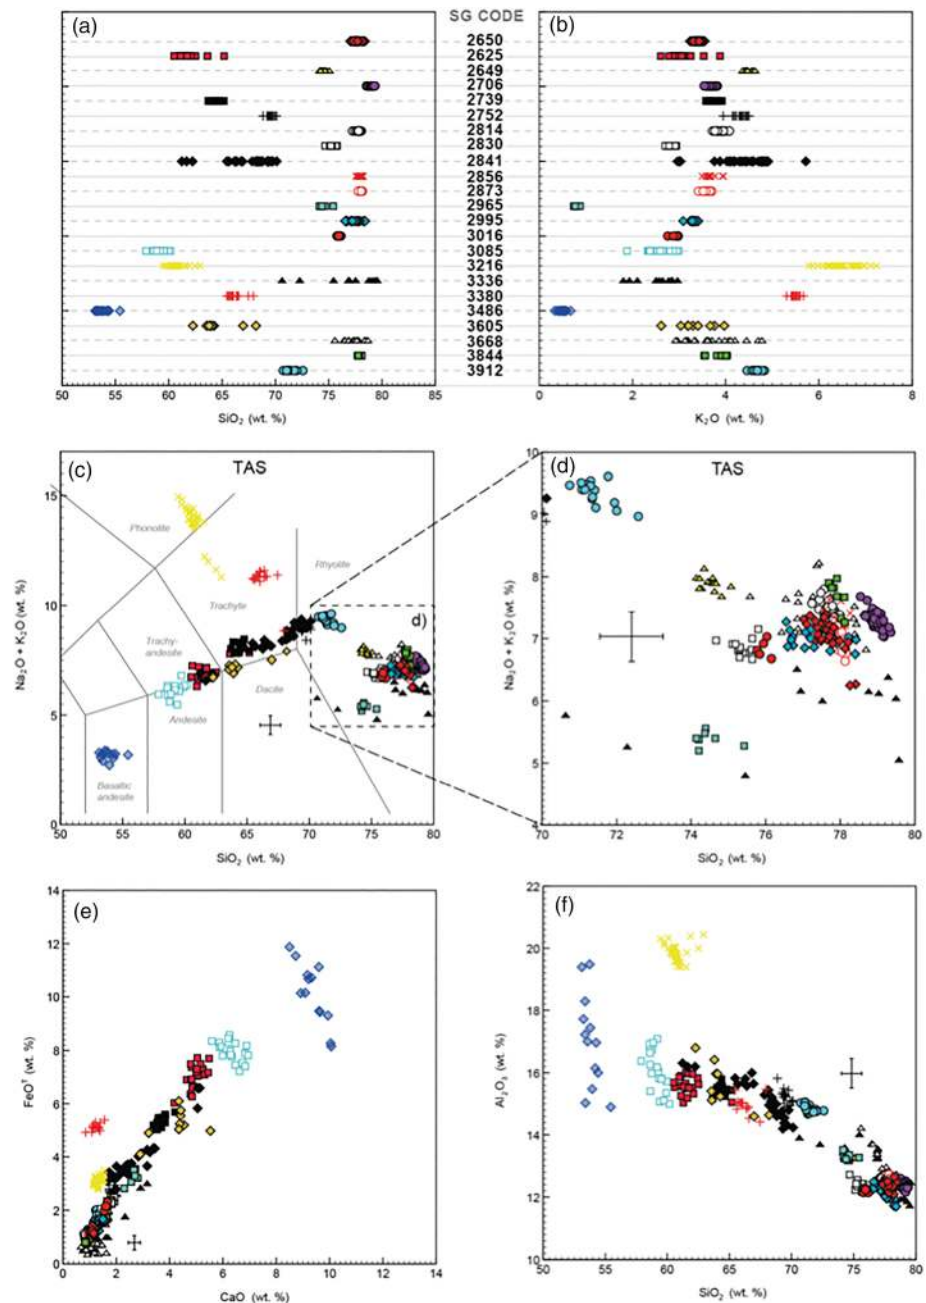 (a)
SG CODE
(b)
2650
2625
2649
2706
2739
2752
2814
2830
2841
2856
2873
2965
2995
3016
3085
3216
3336
3380
3486
3605
3668
3844
3912
50 55 60 65 70 75 80 85
SiO2 (wt. %)
0 2 4 6 8
K2O (wt. %)
(c)
TAS
Phonolite
Rhyolite
Trachyte
Trachy-
andesite
d)
Dacite
Andesite
Basaltic
andesite
15
10
5
0
Na2O + K2O (wt. %)
50 55 60 65 70 75 80
SiO2 (wt. %)
(d)
TAS
10
9
8
7
6
5
4
Na2O + K2O (wt. %)
70 72 74 76 78 80
SiO2 (wt. %)
(e)
14
12
10
8
6
4
2
0
FeOT (wt. %)
0 2 4 6 8 10 12 14
CaO (wt. %)
(f)
22
20
18
16
14
12
10
Al2O3 (wt. %)
50 55 60 65 70 75 80
SiO2 (wt. %)